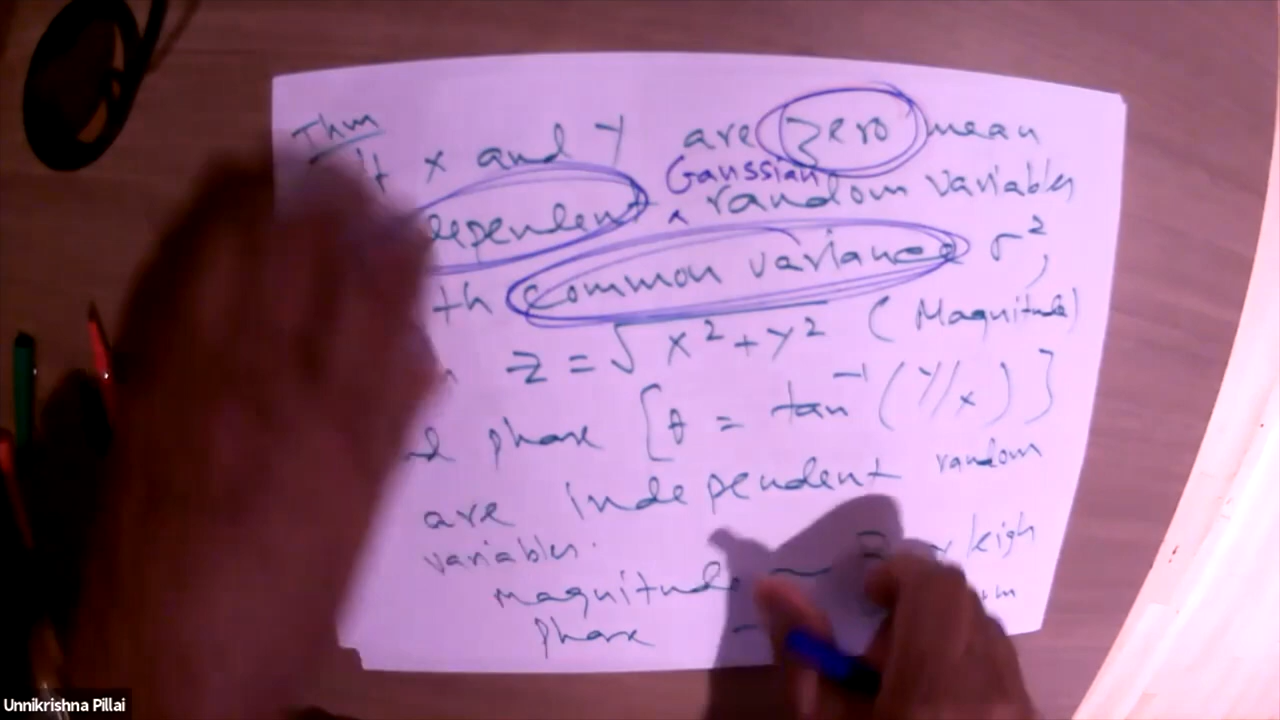 Thm
If x and Y are zero mean
Gaussian
random variables
common variance σ²,
z = √x² + y² (Magnitude)
phase [θ = tan⁻¹ (Y/x)]
are independent random
variables.
magnitude ~
phase ~
Unnikrishna Pillai